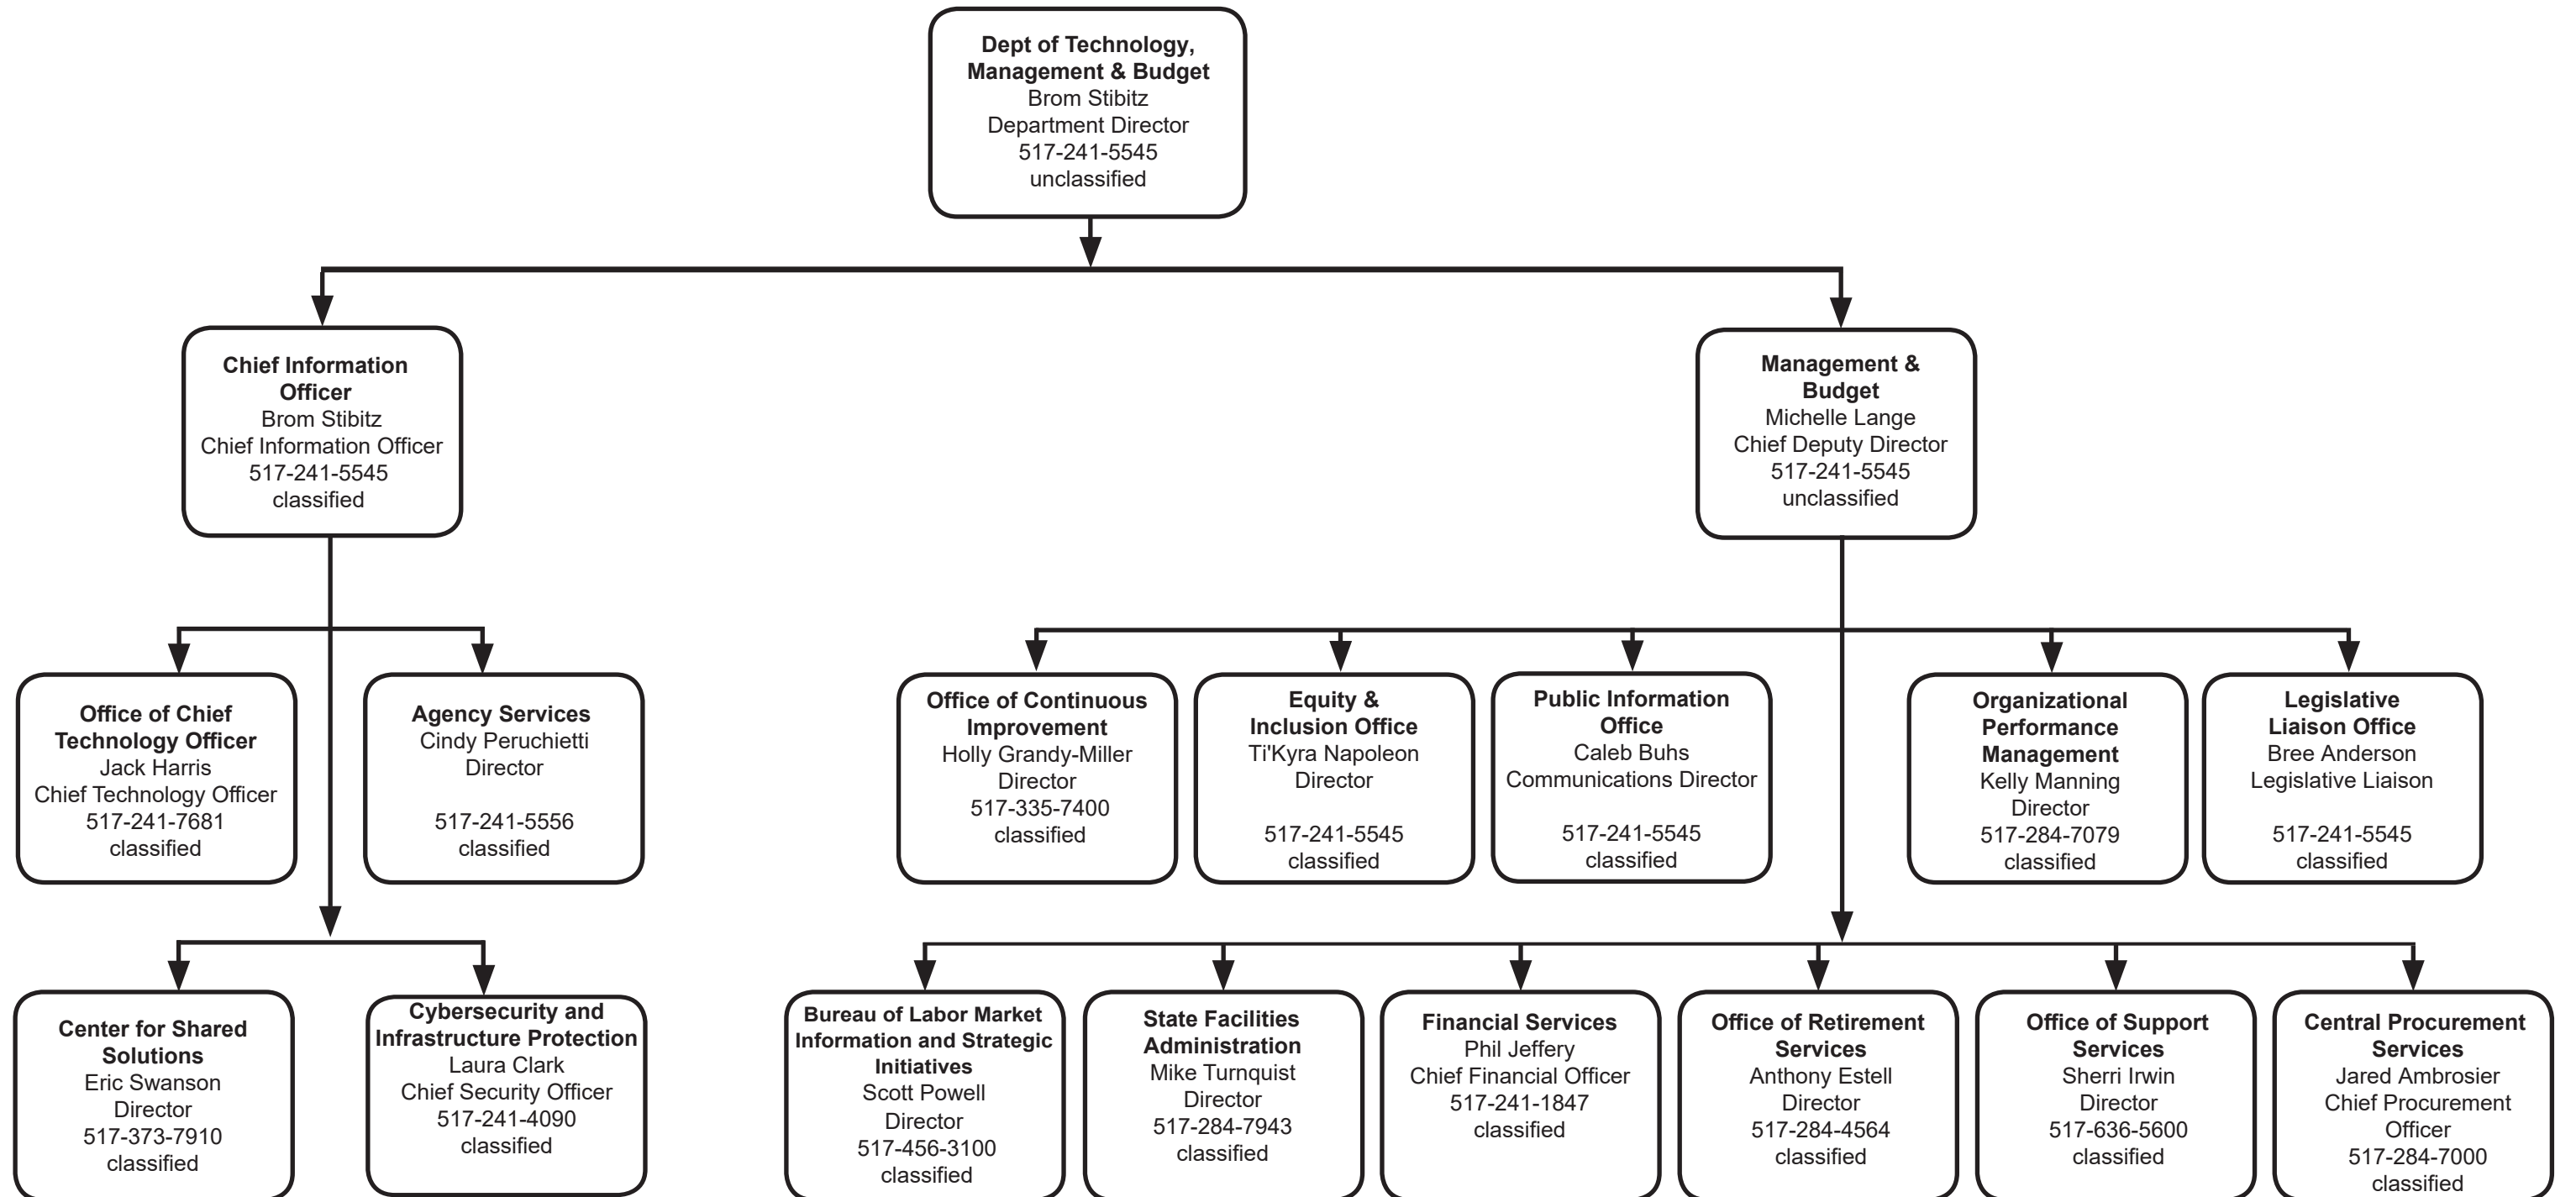 Dept of Technology,
Management & Budget
Brom Stibitz
Department Director
517-241-5545
unclassified
Chief Information
Officer
Brom Stibitz
Chief Information Officer
517-241-5545
classified
Management &
Budget
Michelle Lange
Chief Deputy Director
517-241-5545
unclassified
Office of Chief
Technology Officer
Jack Harris
Chief Technology Officer
517-241-7681
classified
Agency Services
Cindy Peruchietti
Director
517-241-5556
classified
Office of Continuous
Improvement
Holly Grandy-Miller
Director
517-335-7400
classified
Equity &
Inclusion Office
Ti'Kyra Napoleon
Director
517-241-5545
classified
Public Information
Office
Caleb Buhs
Communications Director
517-241-5545
classified
Organizational
Performance
Management
Kelly Manning
Director
517-284-7079
classified
Legislative
Liaison Office
Bree Anderson
Legislative Liaison
517-241-5545
classified
Center for Shared
Solutions
Eric Swanson
Director
517-373-7910
classified
Cybersecurity and
Infrastructure Protection
Laura Clark
Chief Security Officer
517-241-4090
classified
Bureau of Labor Market
Information and Strategic
Initiatives
Scott Powell
Director
517-456-3100
classified
State Facilities
Administration
Mike Turnquist
Director
517-284-7943
classified
Financial Services
Phil Jeffery
Chief Financial Officer
517-241-1847
classified
Office of Retirement
Services
Anthony Estell
Director
517-284-4564
classified
Office of Support
Services
Sherri Irwin
Director
517-636-5600
classified
Central Procurement
Services
Jared Ambrosier
Chief Procurement
Officer
517-284-7000
classified